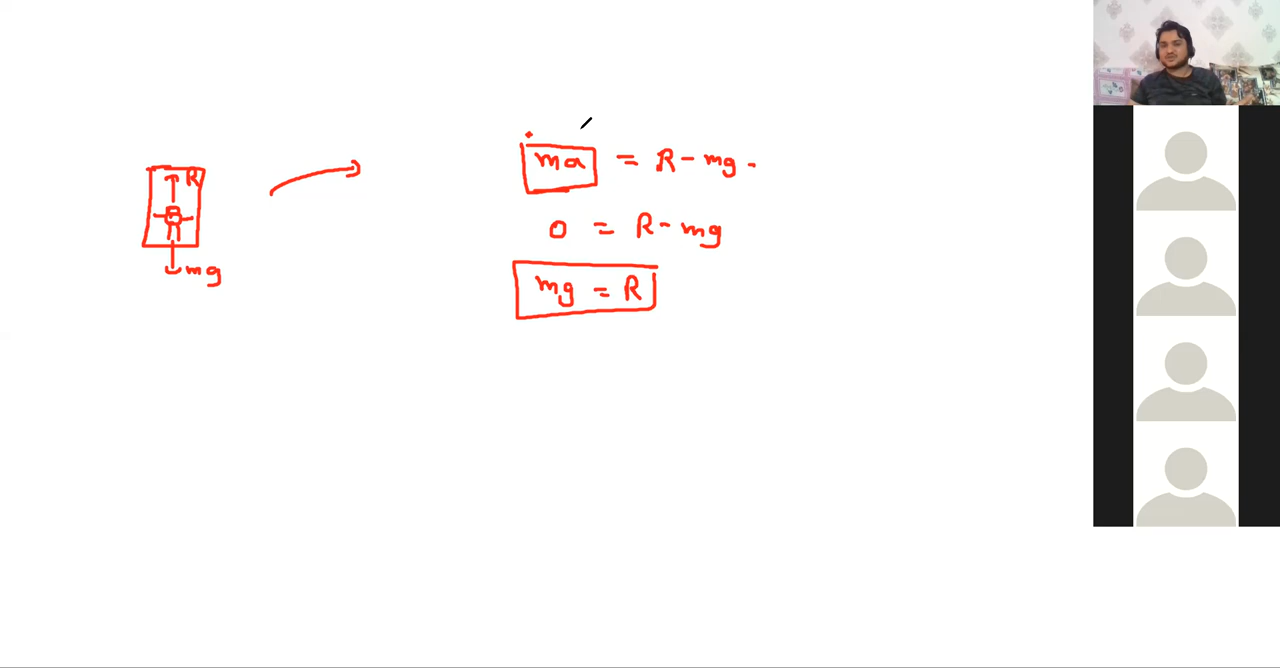 R
mg
ma = R - mg -
0 = R - mg
mg = R